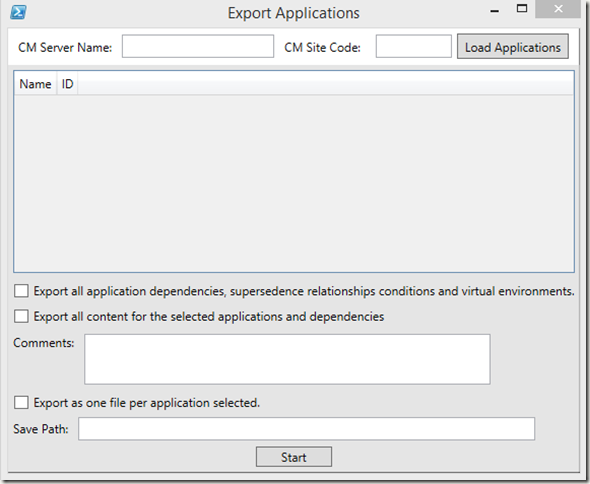 Export Applications
CM Server Name: CM Site Code: Load Applications
Name ID
Export all application dependencies, supersedence relationships conditions and virtual environments.
Export all content for the selected applications and dependencies
Comments:
Export as one file per application selected.
Save Path:
Start